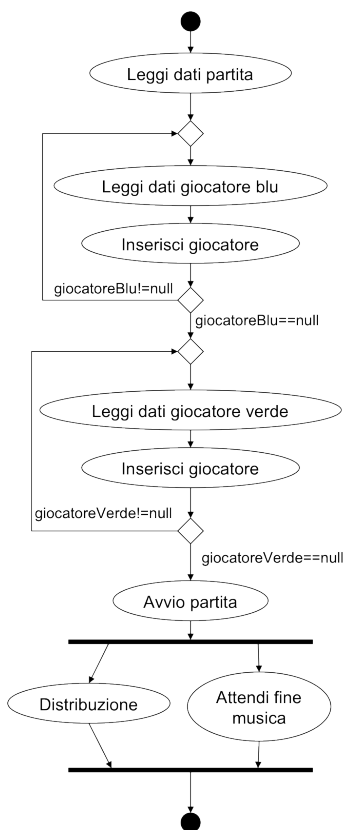 Leggi dati partita
Leggi dati giocatore blu
Inserisci giocatore
giocatoreBlu!=null
giocatoreBlu==null
Leggi dati giocatore verde
Inserisci giocatore
giocatoreVerde!=null
giocatoreVerde==null
Avvio partita
Distribuzione
Attendi fine
musica